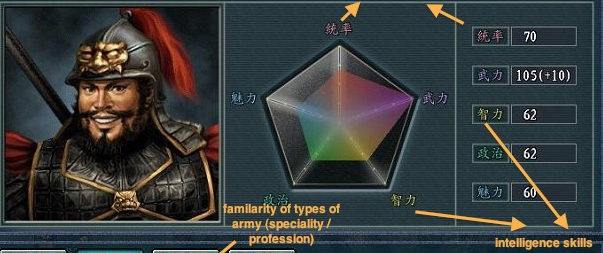 統率
武力
智力
政治
魅力
統率 70
武力 105(+10)
智力 62
政治 62
魅力 60
familarity of types of
army (speciality /
profession)
intelligence skills